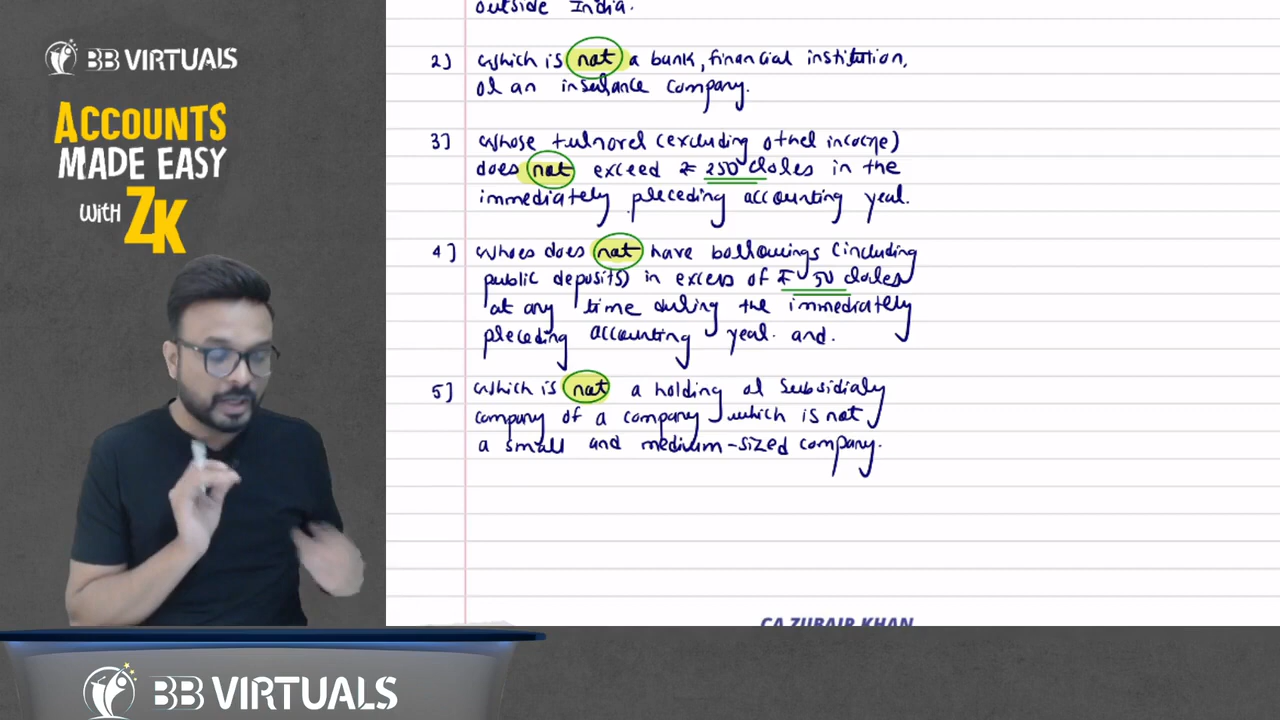 BB VIRTUALS
ACCOUNTS
MADE EASY
with ZK
outside India.
2) Which is not a bank, financial institution,
or an insurance company.
3) Whose turnover (excluding other income)
does not exceed ₹ 250 crores in the
immediately preceding accounting year.
4) Whoes does not have borrowings (including
public deposits) in excess of ₹ 50 crores
at any time during the immediately
preceding accounting year. and.
5) Which is not a holding or subsidiary
company of a company which is not
a small and medium-sized company.
CA ZUBAIR KHAN
BB VIRTUALS